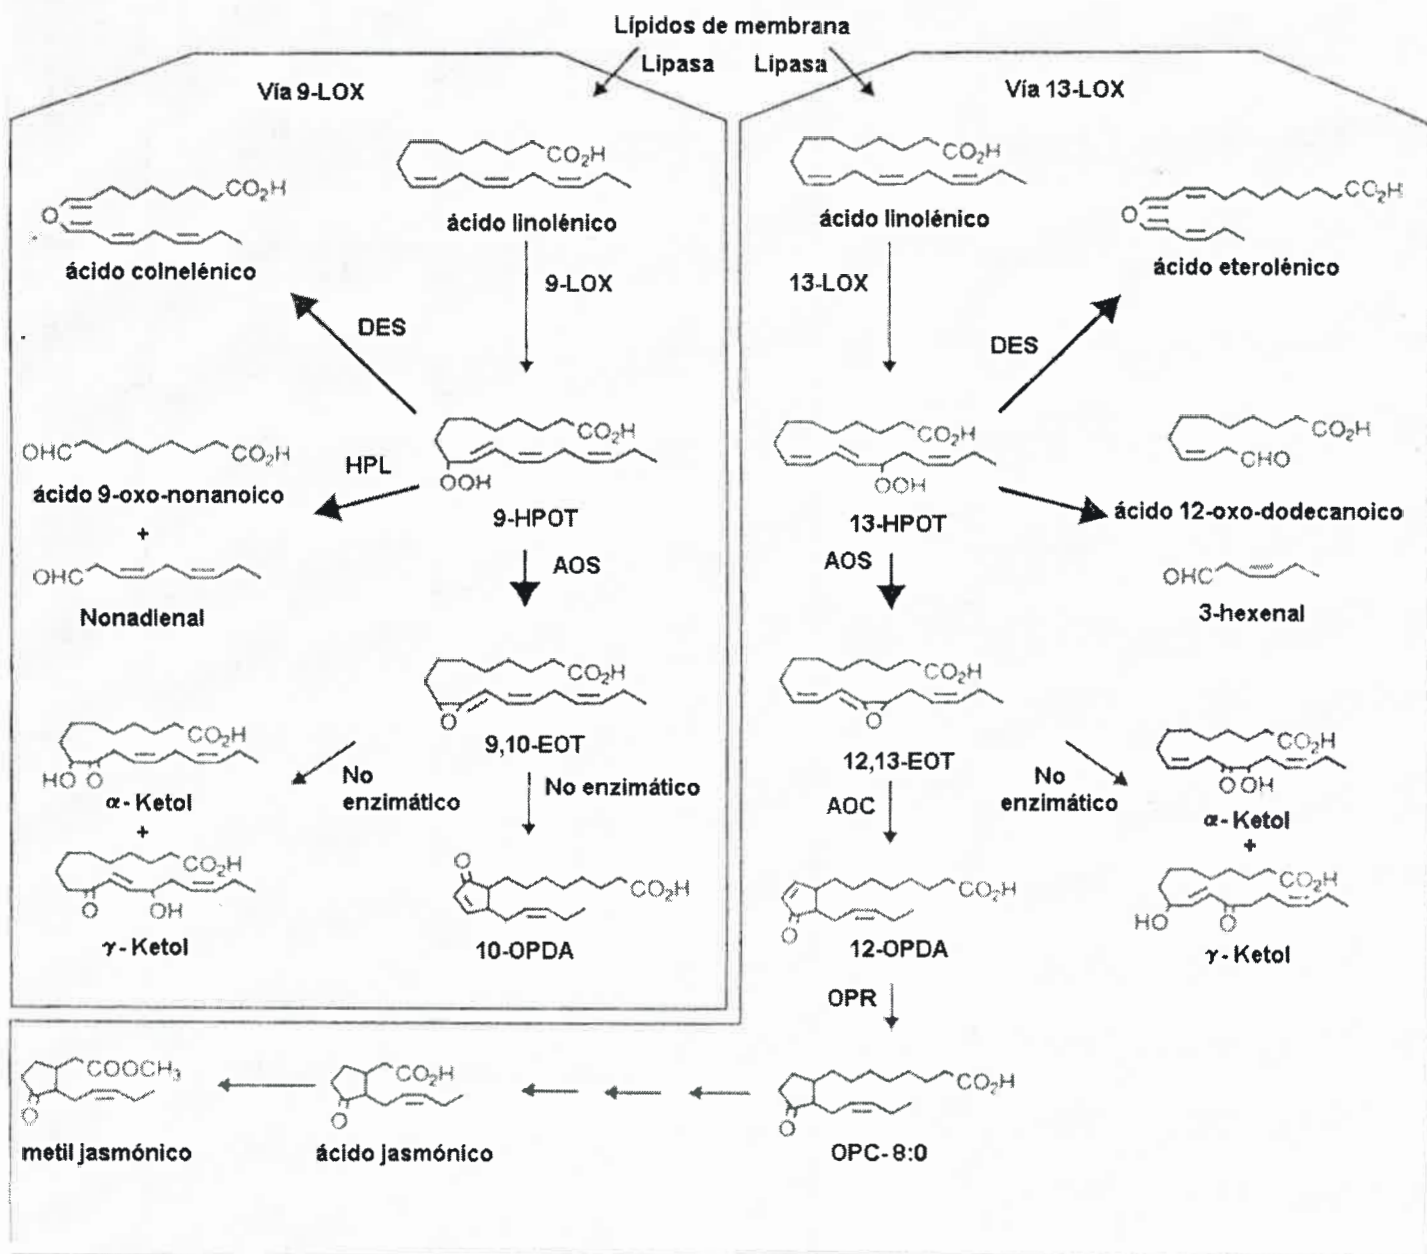 Lípidos de membrana
Lipasa Lipasa
Vía 9-LOX
CO2H
ácido linolénico
CO2H
O
ácido colnelénico
9-LOX
DES
CO2H
OOH
9-HPOT
HPL
OHC CO2H
ácido 9-oxo-nonanoico
+
OHC
Nonadienal
AOS
CO2H
O
9,10-EOT
No
enzimático
No enzimático
CO2H
HO O
α- Ketol
+
CO2H
O
OH
γ- Ketol
O
CO2H
10-OPDA
Vía 13-LOX
CO2H
ácido linolénico
CO2H
O
ácido eterolénico
13-LOX
DES
CO2H
OOH
13-HPOT
CO2H
CHO
ácido 12-oxo-dodecanoico
OHC
3-hexenal
AOS
CO2H
O
12,13-EOT
AOC
No
enzimático
CO2H
O OH
α- Ketol
+
CO2H
HO O
γ- Ketol
CO2H
O
12-OPDA
OPR
CO2H
O
OPC- 8:0
CO2H
O
ácido jasmónico
COOCH3
O
metil jasmónico